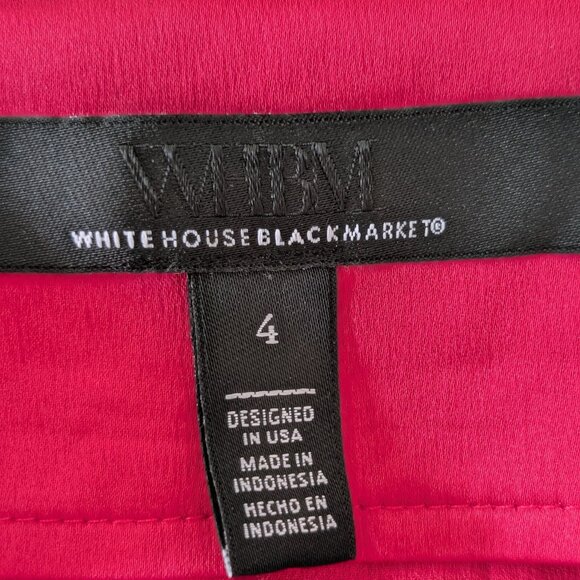 WHBM
WHITE HOUSE BLACK MARKET®
4
DESIGNED
IN USA
MADE IN
INDONESIA
HECHO EN
INDONESIA